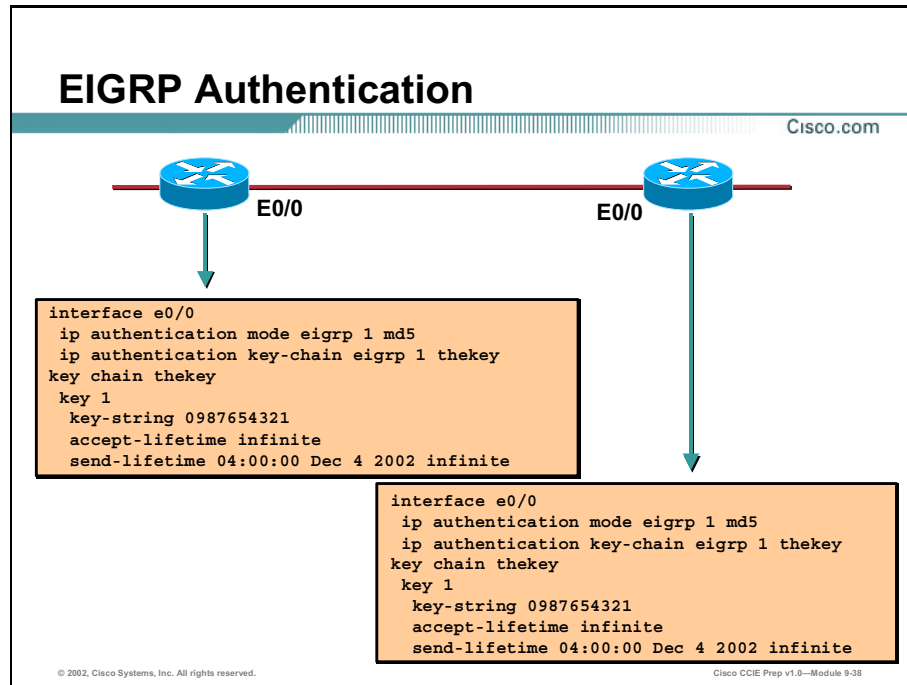 EIGRP Authentication
Cisco.com
E0/0
E0/0
interface e0/0
 ip authentication mode eigrp 1 md5
 ip authentication key-chain eigrp 1 thekey
key chain thekey
 key 1
  key-string 0987654321
  accept-lifetime infinite
  send-lifetime 04:00:00 Dec 4 2002 infinite
interface e0/0
 ip authentication mode eigrp 1 md5
 ip authentication key-chain eigrp 1 thekey
key chain thekey
 key 1
  key-string 0987654321
  accept-lifetime infinite
  send-lifetime 04:00:00 Dec 4 2002 infinite
© 2002, Cisco Systems, Inc. All rights reserved.
Cisco CCIE Prep v1.0—Module 9-38